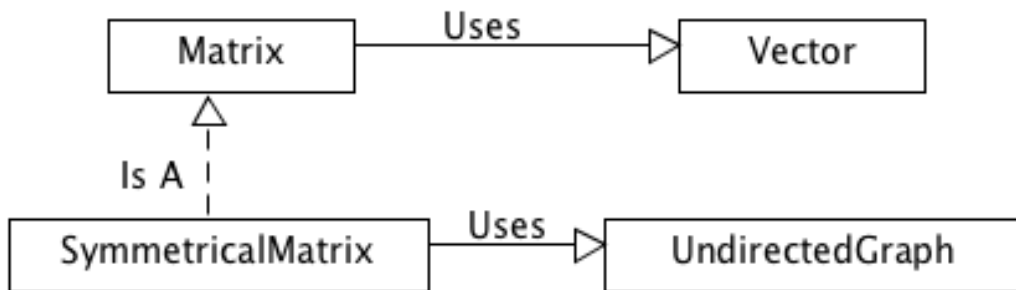 Uses
Matrix
Vector
Is A
Uses
SymmetricalMatrix
UndirectedGraph